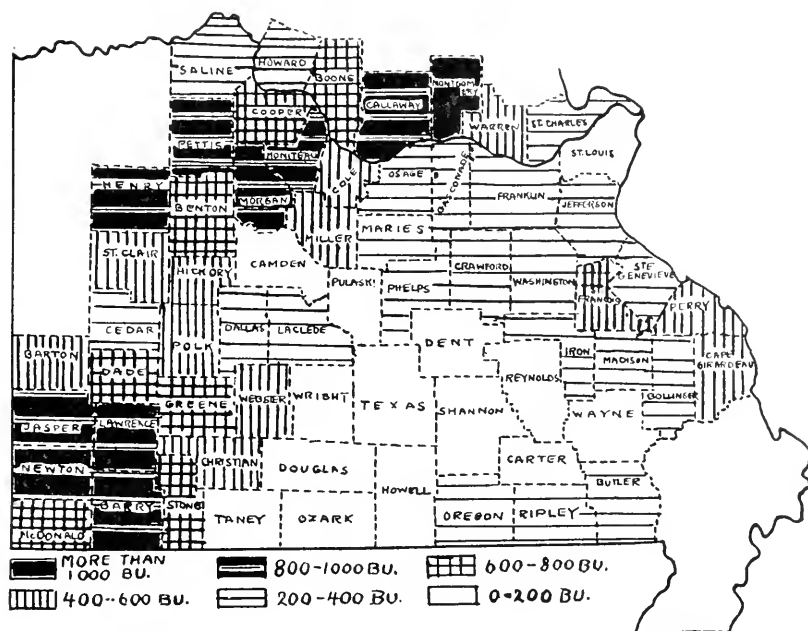 SALINE
HOWARD
BOONE
CALLAWAY
MONTGOMERY
WARREN
ST. CHARLES
COOPER
PETTIS
MONITEAU
ST. LOUIS
COLE
OSAGE
GASCONADE
FRANKLIN
JEFFERSON
HENRY
BENTON
MORGAN
MILLER
MARIES
ST. CLAIR
HICKORY
CAMDEN
PULASKI
PHELPS
CRAWFORD
WASHINGTON
ST. FRANCIS
STE GENEVIEVE
PERRY
CEDAR
POLK
DALLAS
LACLEDE
DENT
IRON
MADISON
CAPE GIRARDEAU
BARTON
DADE
GREENE
WEBSTER
WRIGHT
TEXAS
REYNOLDS
SHANNON
BOLLINGER
WAYNE
JASPER
LAWRENCE
NEWTON
CHRISTIAN
DOUGLAS
HOWELL
CARTER
BUTLER
McDONALD
BARRY
STONE
TANEY
OZARK
OREGON
RIPLEY
MORE THAN 1000 BU.
800-1000 BU.
600-800 BU.
400-600 BU.
200-400 BU.
0-200 BU.